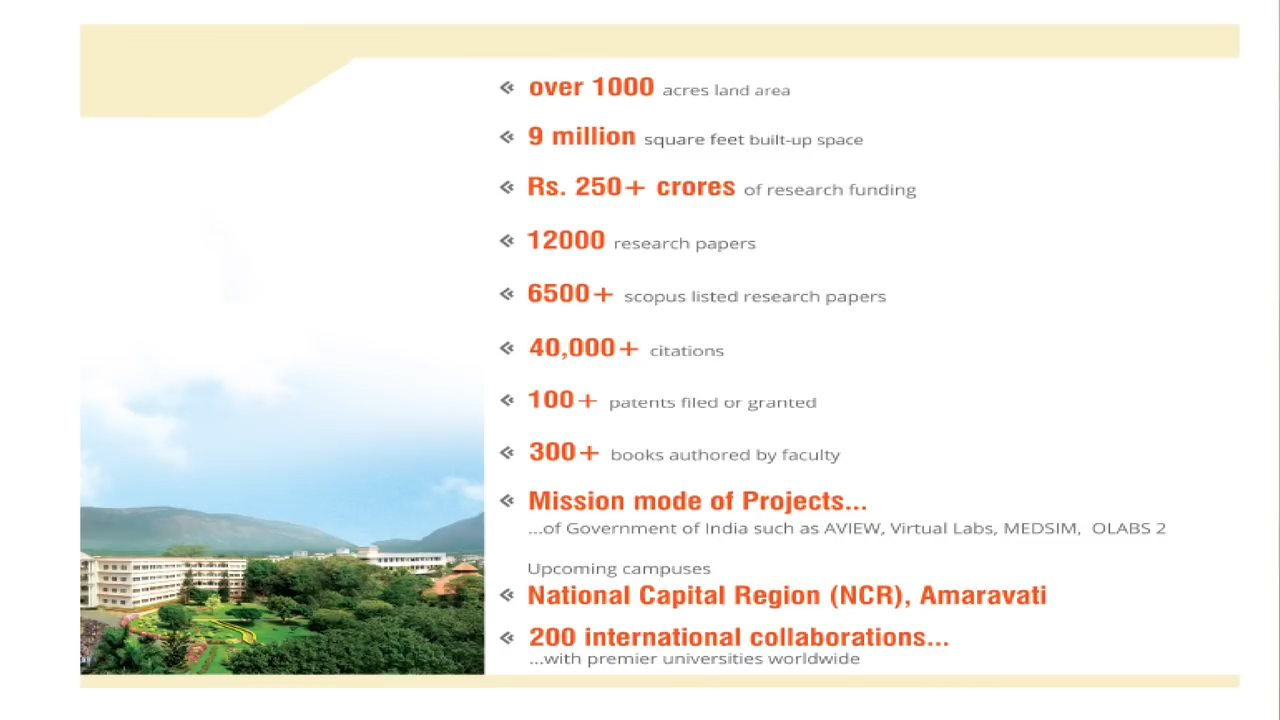 over 1000 acres land area
9 million square feet built-up space
Rs. 250+ crores of research funding
12000 research papers
6500+ scopus listed research papers
40,000+ citations
100+ patents filed or granted
300+ books authored by faculty
Mission mode of Projects...
...of Government of India such as AVIEW, Virtual Labs, MEDSIM, OLABS 2
Upcoming campuses
National Capital Region (NCR), Amaravati
200 international collaborations...
...with premier universities worldwide